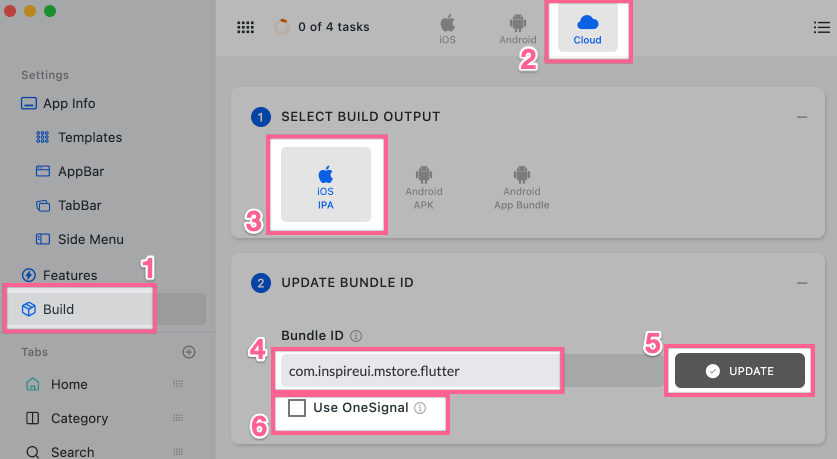 0 of 4 tasks
iOS
Android
Cloud
2
Settings
App Info
Templates
AppBar
TabBar
Side Menu
Features
1
Build
Tabs
Home
Category
Search
1 SELECT BUILD OUTPUT
iOS
IPA
3
Android
APK
Android
App Bundle
2 UPDATE BUNDLE ID
Bundle ID
4
com.inspireui.mstore.flutter
5
UPDATE
6
Use OneSignal